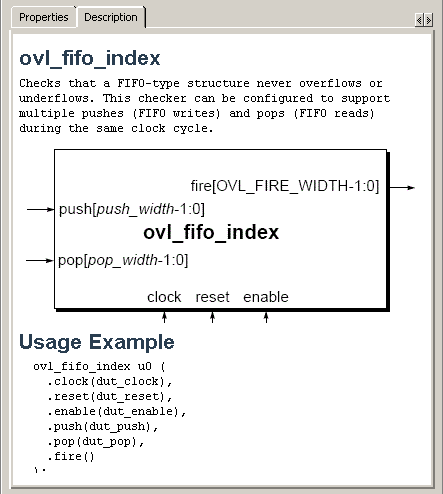 Properties
Description
ovl_fifo_index
Checks that a FIFO-type structure never overflows or
underflows. This checker can be configured to support
multiple pushes (FIFO writes) and pops (FIFO reads)
during the same clock cycle.
fire[OVL_FIRE_WIDTH-1:0]
push[push_width-1:0]
ovl_fifo_index
pop[pop_width-1:0]
clock reset enable
Usage Example
ovl_fifo_index u0 (
.clock(dut_clock),
.reset(dut_reset),
.enable(dut_enable),
.push(dut_push),
.pop(dut_pop),
.fire()
);